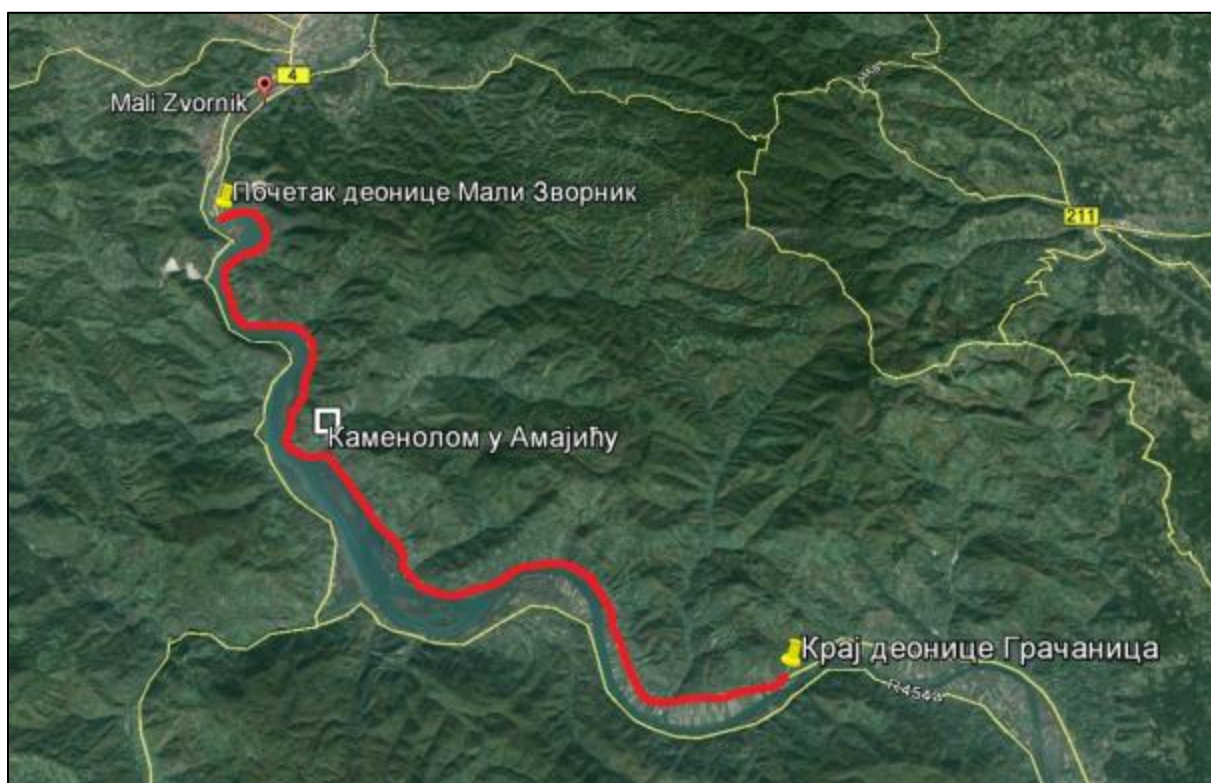 4
Mali Zvornik
Почетак деонице Мали Зворник
211
Каменолом у Амајићу
Крај деонице Грачаница
R454a